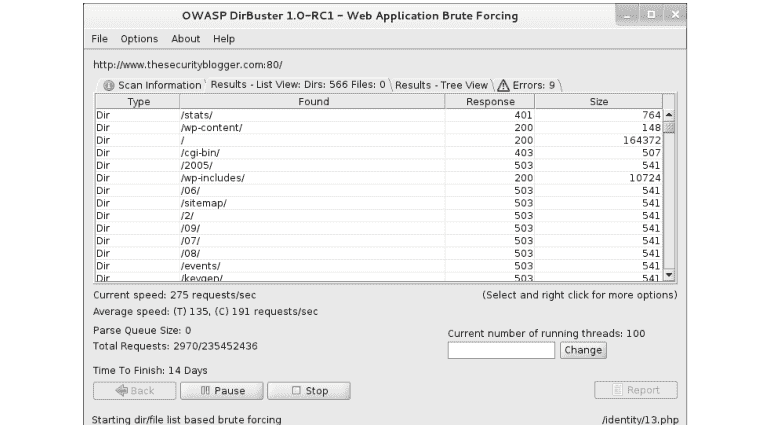 OWASP DirBuster 1.0-RC1 - Web Application Brute Forcing
File Options About Help
http://www.thesecurityblogger.com:80/
Scan Information Results - List View: Dirs: 566 Files: 0 Results - Tree View Errors: 9
Type Found Response Size
Dir /stats/ 401 764
Dir /wp-content/ 200 148
Dir / 200 164372
Dir /cgi-bin/ 403 507
Dir /2005/ 503 541
Dir /wp-includes/ 200 10724
Dir /06/ 503 541
Dir /sitemap/ 503 541
Dir /2/ 503 541
Dir /09/ 503 541
Dir /07/ 503 541
Dir /08/ 503 541
Dir /events/ 503 541
Dir /keygen/ 503 541
Current speed: 275 requests/sec (Select and right click for more options)
Average speed: (T) 135, (C) 191 requests/sec
Parse Queue Size: 0
Current number of running threads: 100
Total Requests: 2970/235452436
Change
Time To Finish: 14 Days
Back Pause Stop Report
Starting dir/file list based brute forcing /identity/13.php